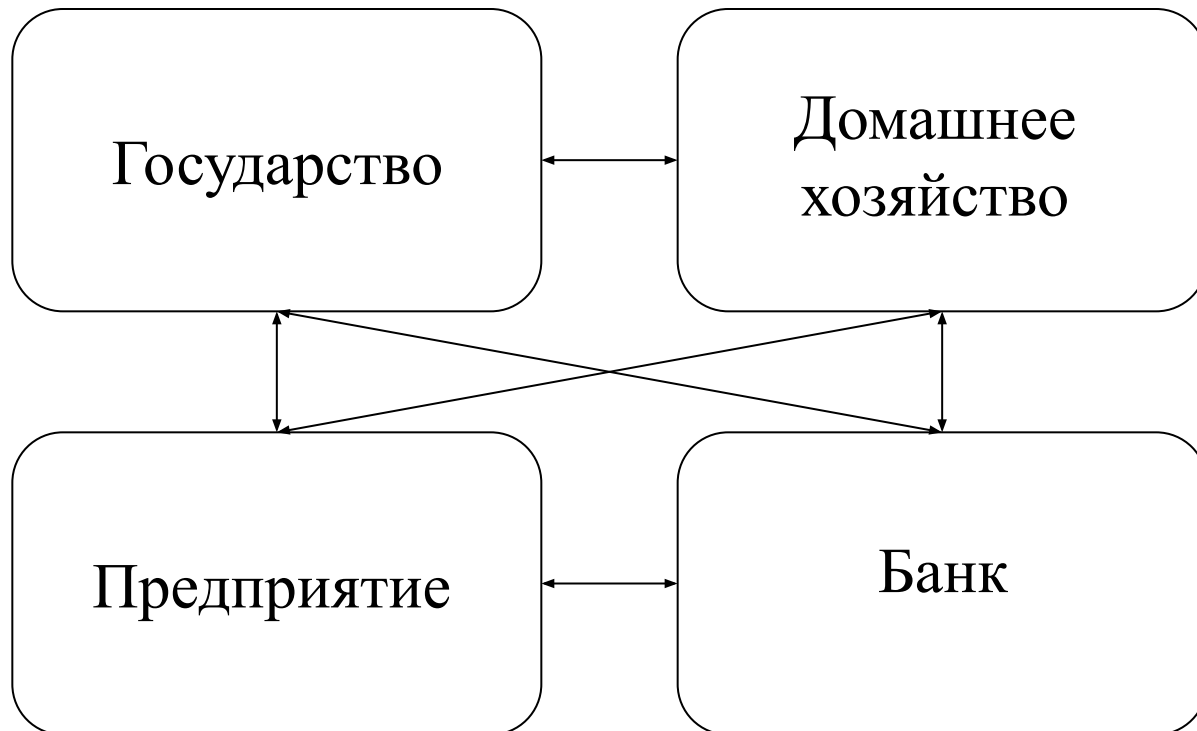 Государство
Домашнее
хозяйство
Предприятие
Банк